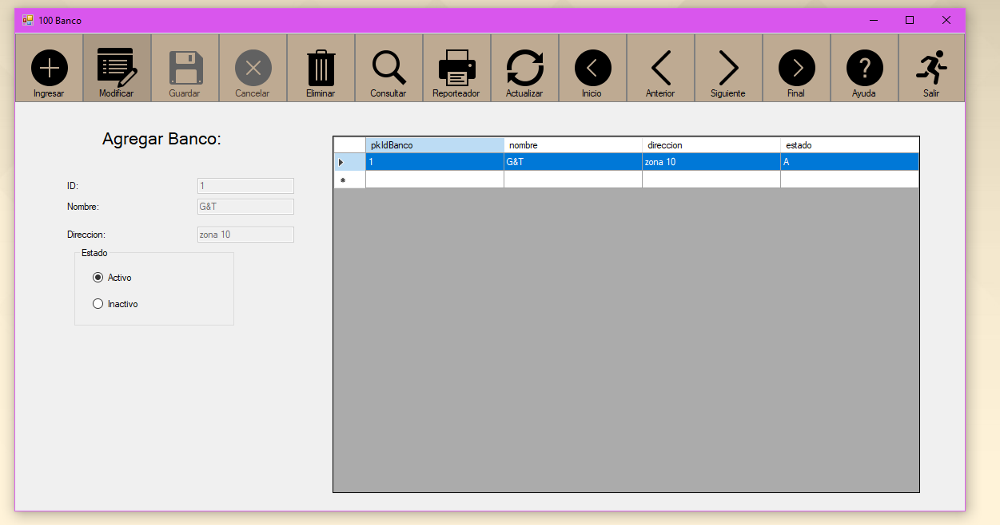 100 Banco
Ingresar Modificar Guardar Cancelar Eliminar Consultar Reporteador Actualizar Inicio Anterior Siguiente Final Ayuda Salir
Agregar Banco:
ID: 1
Nombre: G&T
Direccion: zona 10
Estado
Activo
Inactivo
pkIdBanco nombre direccion estado
1 G&T zona 10 A